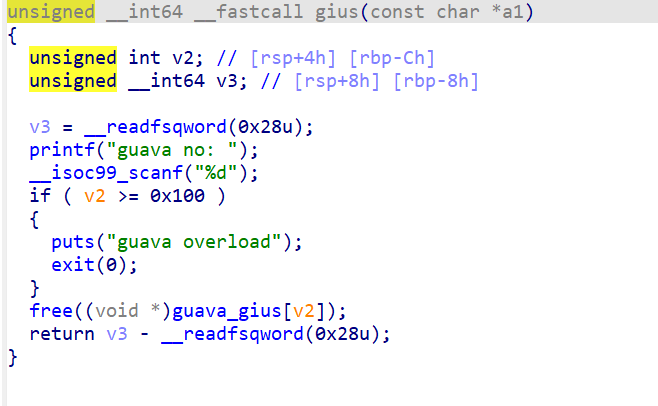 unsigned __int64 __fastcall gius(const char *a1)
{
  unsigned int v2; // [rsp+4h] [rbp-Ch]
  unsigned __int64 v3; // [rsp+8h] [rbp-8h]

  v3 = __readfsqword(0x28u);
  printf("guava no: ");
  __isoc99_scanf("%d");
  if ( v2 >= 0x100 )
  {
    puts("guava overload");
    exit(0);
  }
  free((void *)guava_gius[v2]);
  return v3 - __readfsqword(0x28u);
}